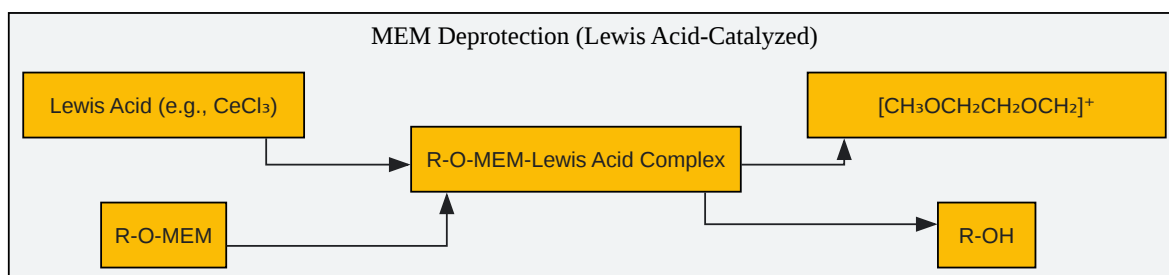 MEM Deprotection (Lewis Acid-Catalyzed)
Lewis Acid (e.g., CeCl₃)
[CH₃OCH₂CH₂OCH₂]⁺
R-O-MEM-Lewis Acid Complex
R-O-MEM
R-OH